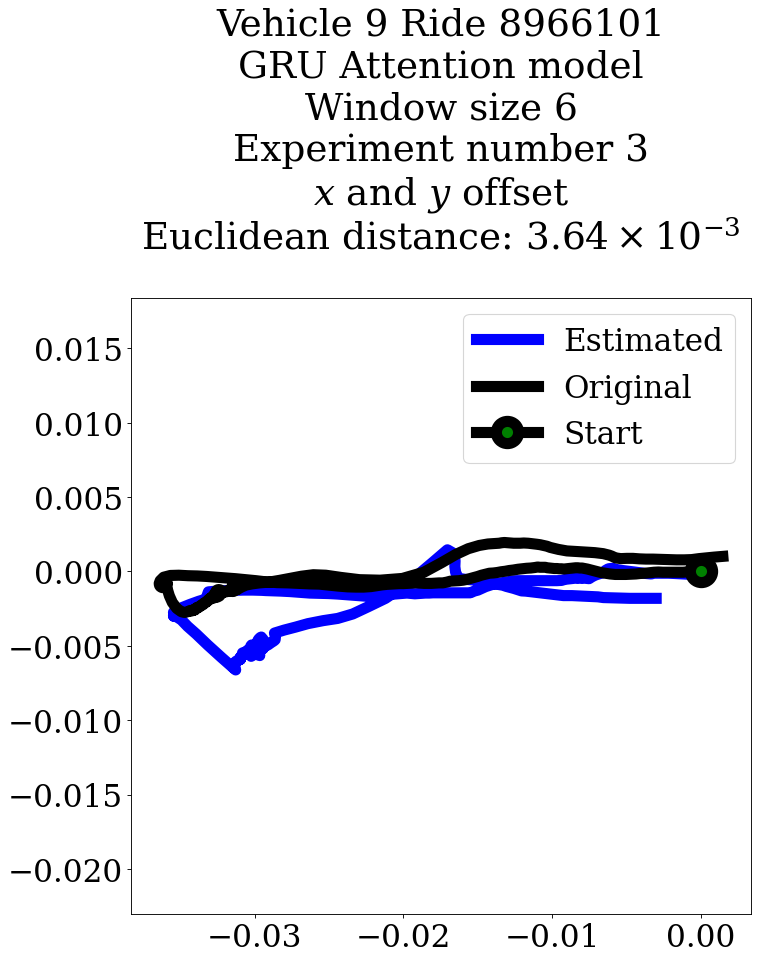 Vehicle 9 Ride 8966101
GRU Attention model
Window size 6
Experiment number 3
x and y offset
Euclidean distance: 3.64 × 10⁻³
Estimated
Original
Start
0.015
0.010
0.005
0.000
−0.005
−0.010
−0.015
−0.020
−0.03
−0.02
−0.01
0.00